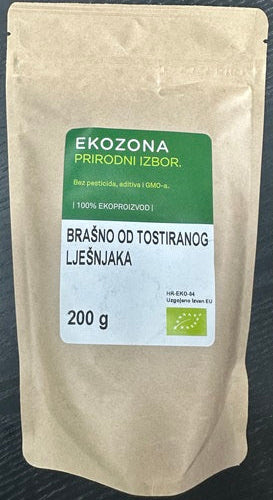 EKOZONA
PRIRODNI IZBOR.
Bez pesticida, aditiva i GMO-a.
| 100% EKOPROIZVOD |
BRAŠNO OD TOSTIRANOG
LJEŠNJAKA
200 g
HR-EKO-04
Uzgojeno izvan EU